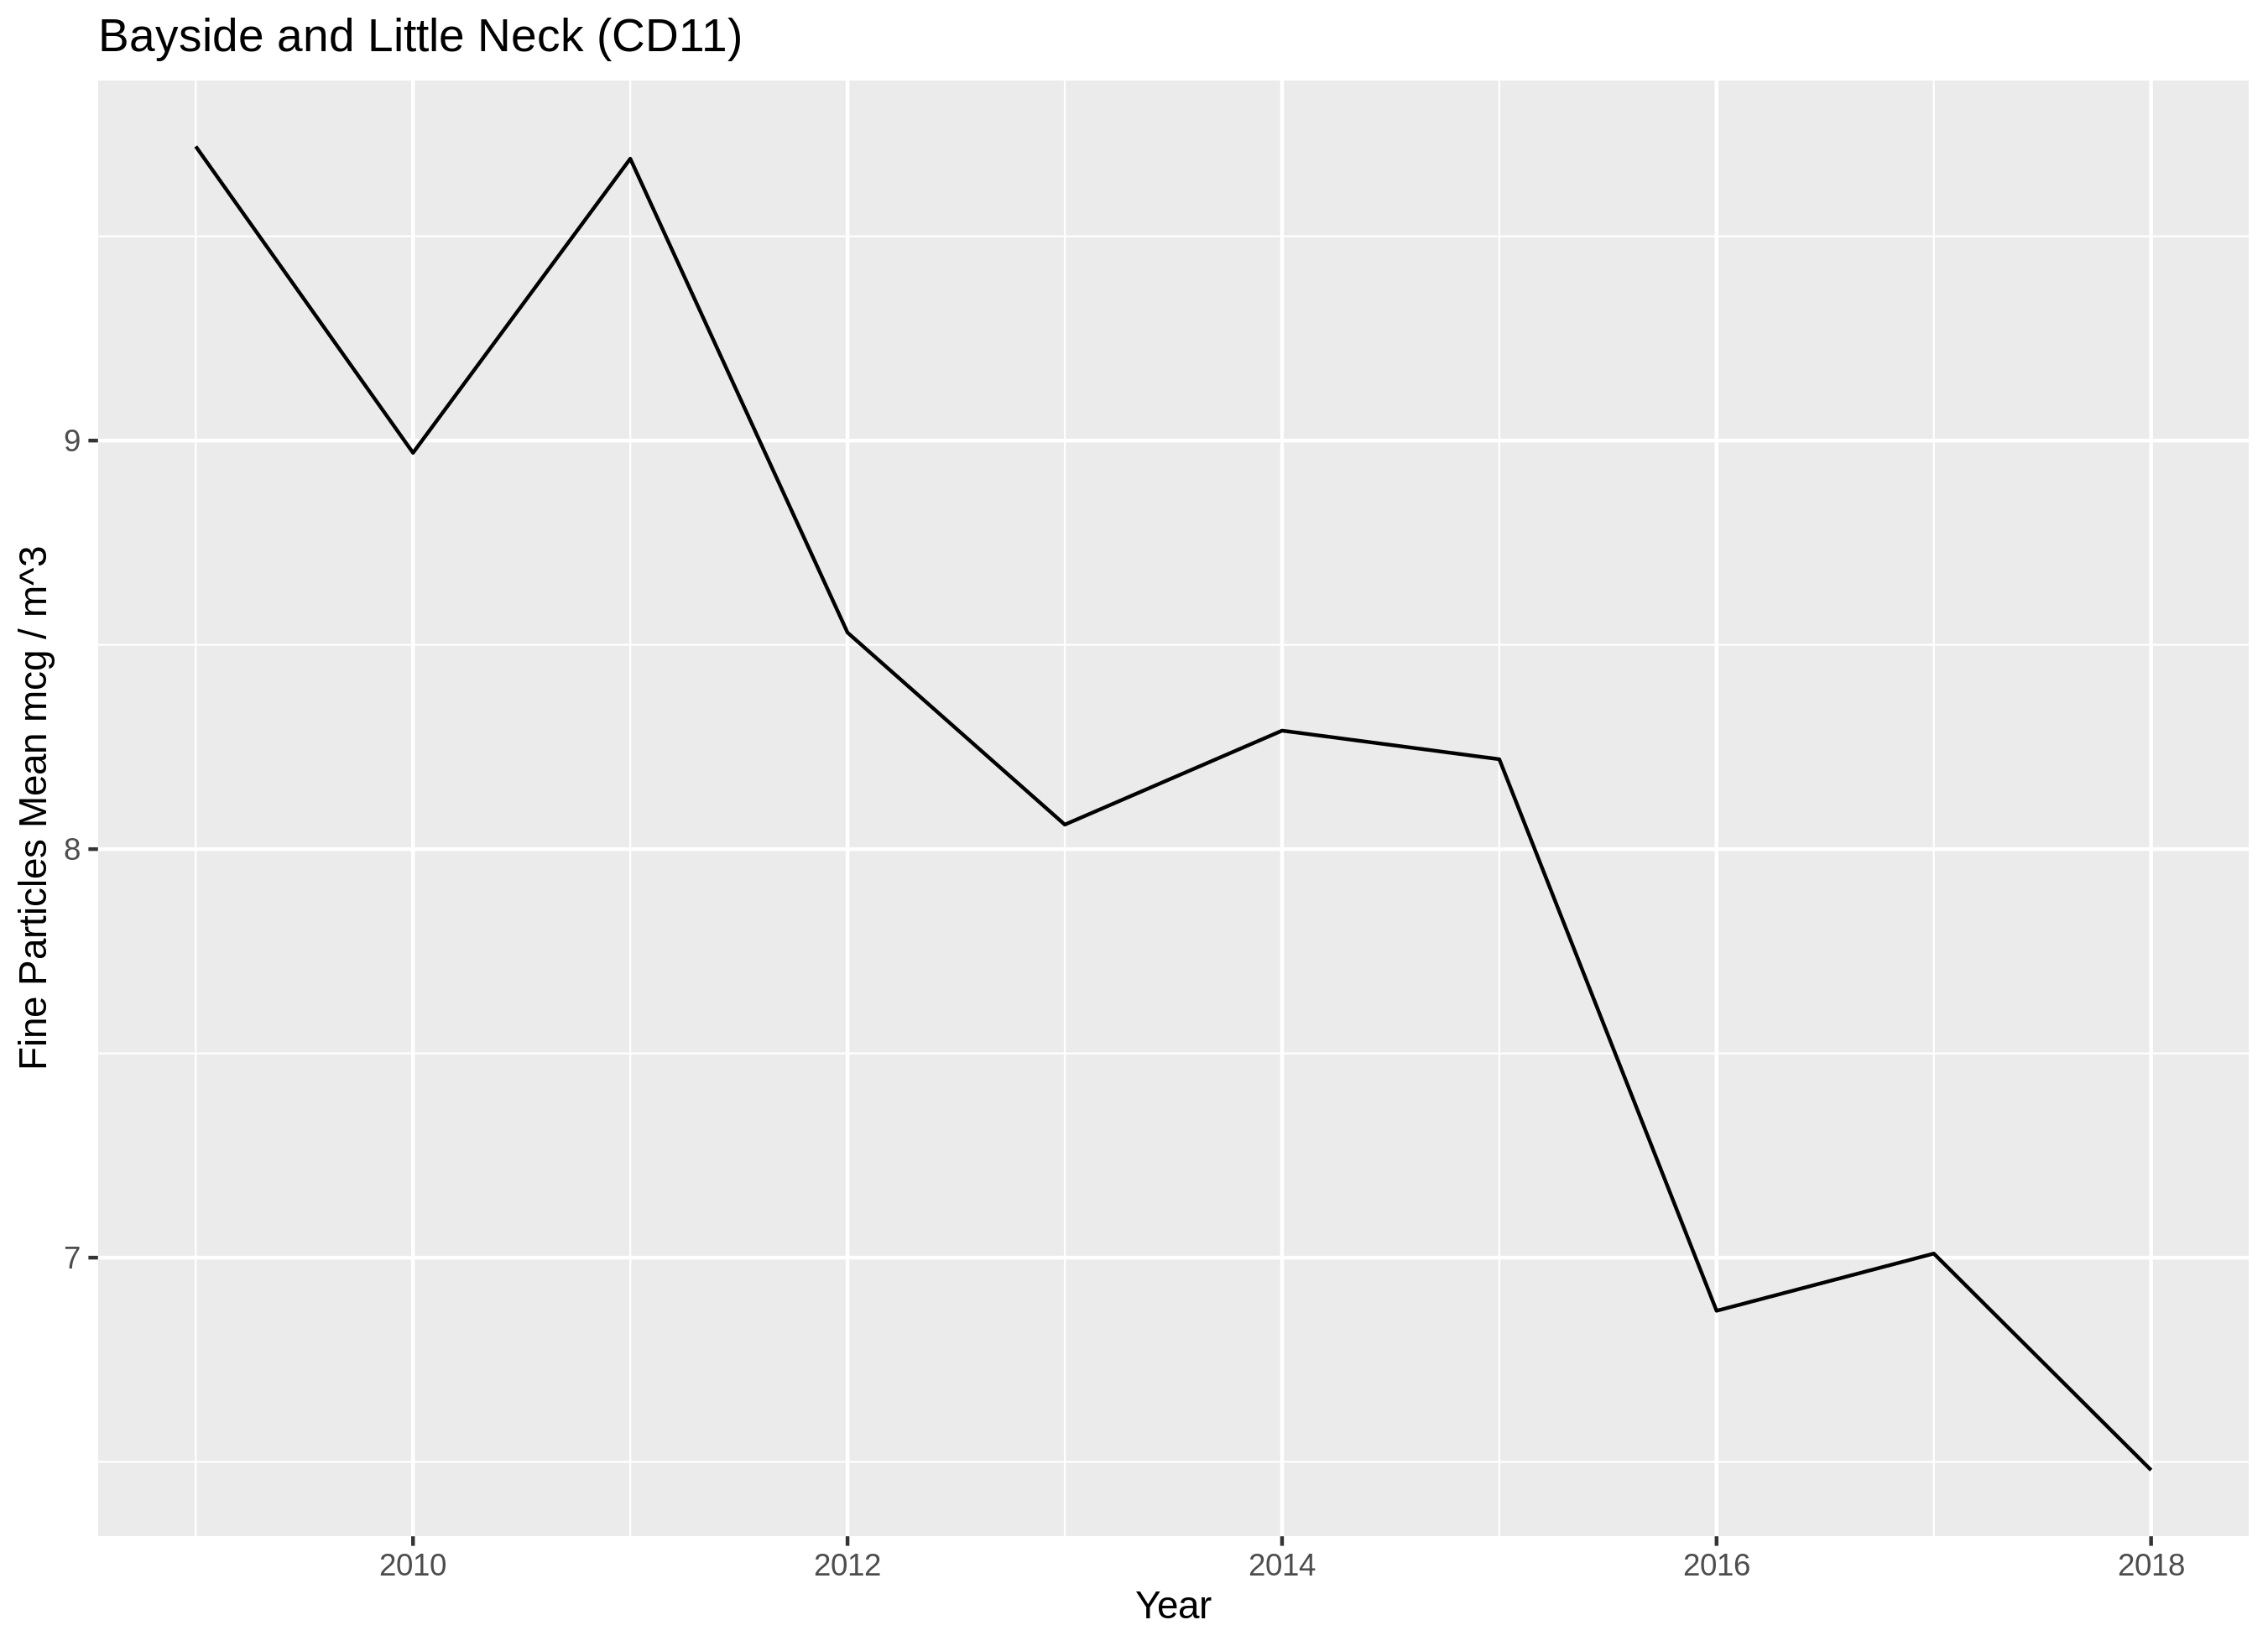 Bayside and Little Neck (CD11)
Fine Particles Mean mcg / m^3
9
8
7
2010 2012 2014 2016 2018
Year